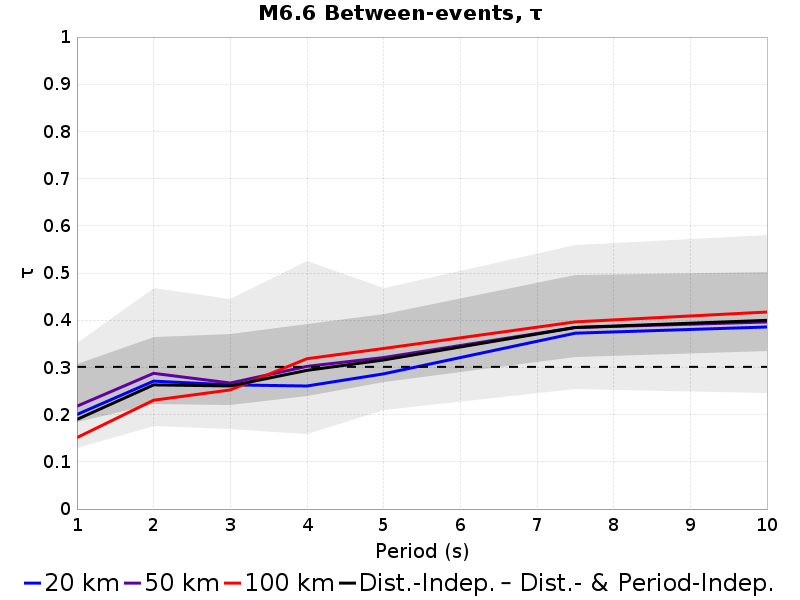 M6.6 Between-events, τ
1
0.9
0.8
0.7
0.6
0.5
0.4
0.3
0.2
0.1
0
τ
1 2 3 4 5 6 7 8 9 10
Period (s)
20 km 50 km 100 km Dist.-Indep. Dist.- & Period-Indep.